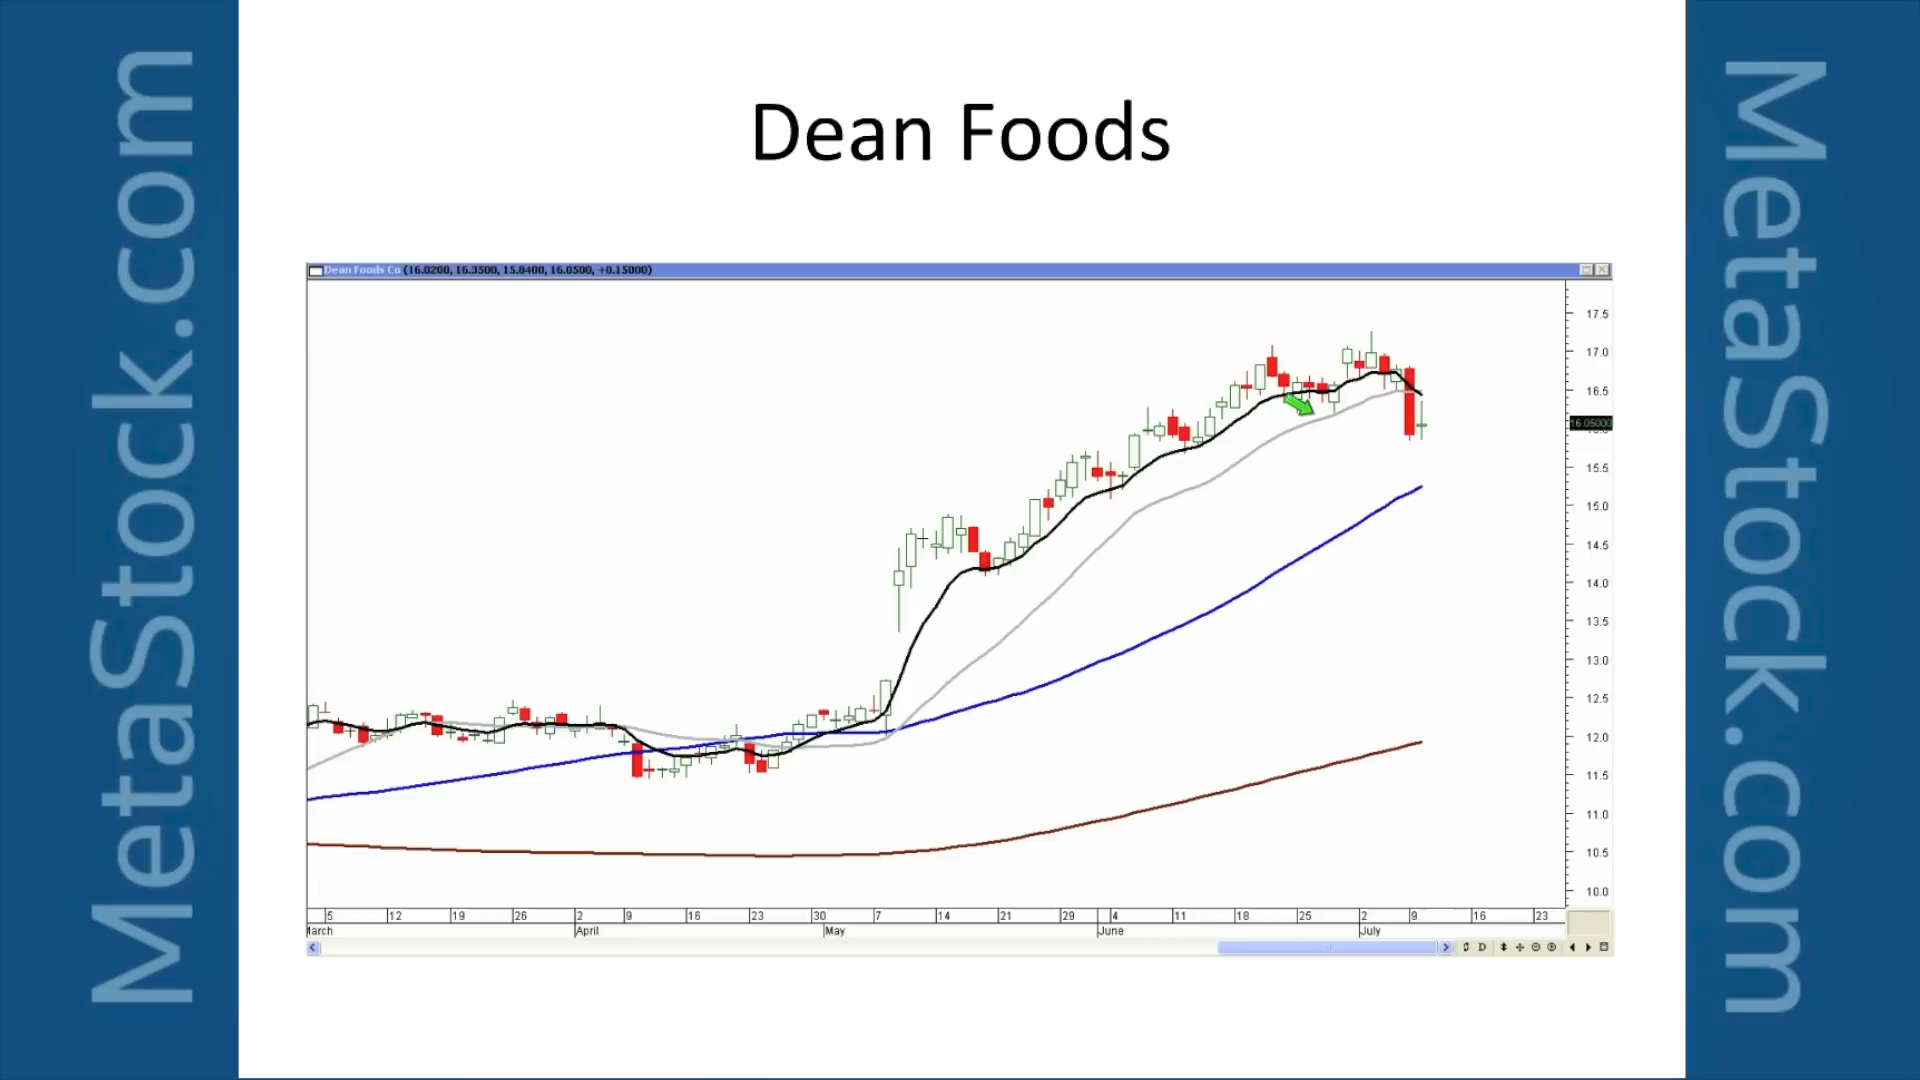 MetaStock.com
Dean Foods
Dean Foods Co (16.0200, 16.3500, 15.8400, 16.0500, +0.15000)
17.5
17.0
16.5
16.05000
15.5
15.0
14.5
14.0
13.5
13.0
12.5
12.0
11.5
11.0
10.5
10.0
5 12 19 26 2 9 16 23 30 7 14 21 29 4 11 18 25 2 9 16 23
arch April May June July
D
MetaStock.com